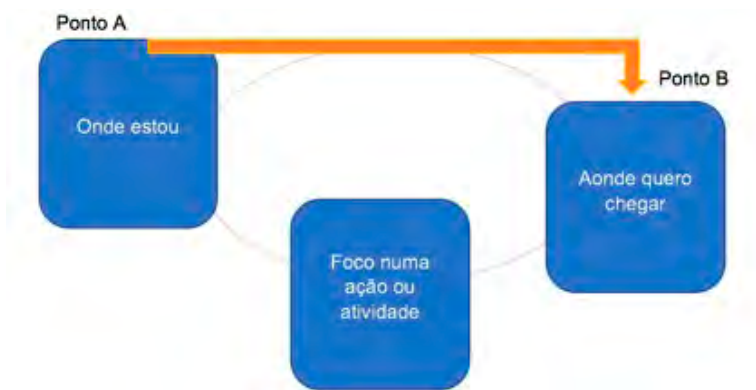 Ponto A
Onde estou
Ponto B
Aonde quero
chegar
Foco numa
ação ou
atividade